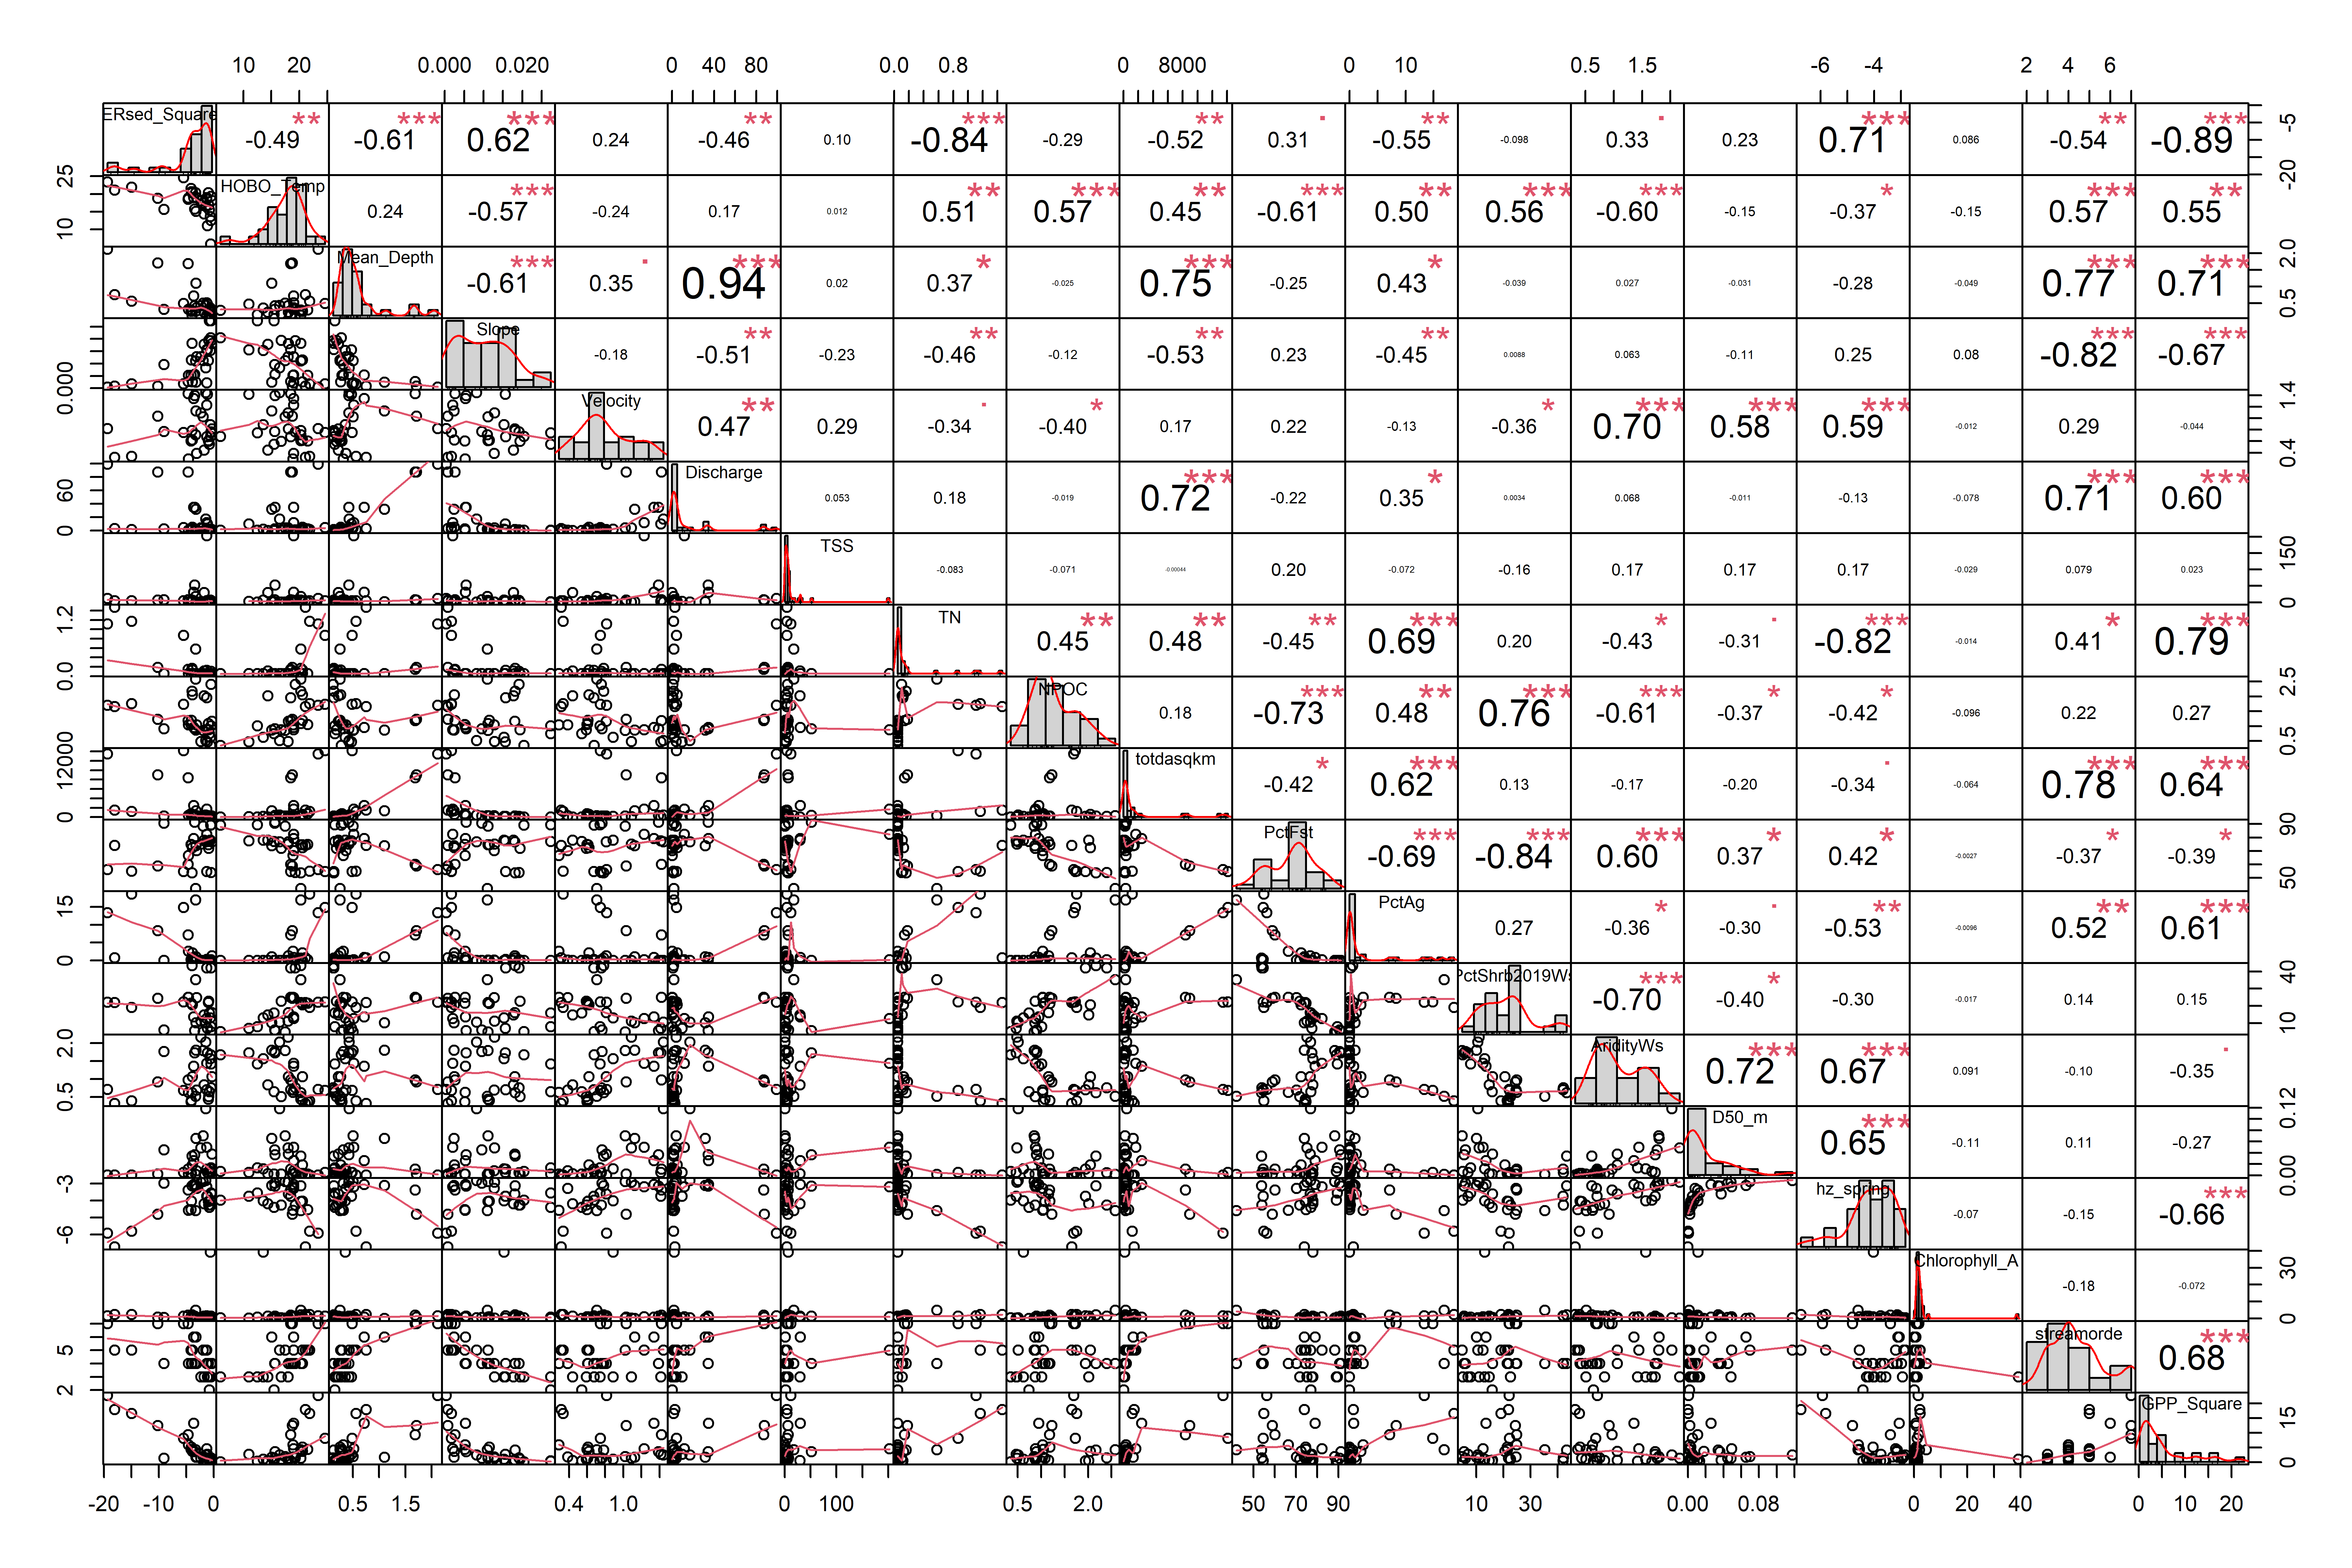 10 20 0.000 0.020 0 40 80 0.0 0.8 0 8000 0 10 0.5 1.5 -6 -4 2 4 6
ERsed_Square -0.49 ** -0.61 *** 0.62 *** 0.24 -0.46 ** 0.10 -0.84 *** -0.29 -0.52 ** 0.31 . -0.55 ** -0.098 0.33 . 0.23 0.71 *** 0.086 -0.54 ** -0.89 *** -20 -5
10 25 HOBO_Temp 0.24 -0.57 *** -0.24 0.17 0.012 0.51 ** 0.57 *** 0.45 ** -0.61 *** 0.50 ** 0.56 *** -0.60 *** -0.15 -0.37 * -0.15 0.57 *** 0.55 **
Mean_Depth -0.61 *** 0.35 . 0.94 *** 0.02 0.37 * -0.025 0.75 *** -0.25 0.43 * -0.039 0.027 -0.031 -0.28 -0.049 0.77 *** 0.71 *** 0.5 2.0
0.000 Slope -0.18 -0.51 ** -0.23 -0.46 ** -0.12 -0.53 ** 0.23 -0.45 ** 0.0088 0.063 -0.11 0.25 0.08 -0.82 *** -0.67 ***
Velocity 0.47 ** 0.29 -0.34 . -0.40 * 0.17 0.22 -0.13 -0.36 * 0.70 *** 0.58 *** 0.59 *** -0.012 0.29 -0.044 0.4 1.4
0 60 Discharge 0.053 0.18 -0.019 0.72 *** -0.22 0.35 * 0.0034 0.068 -0.011 -0.13 -0.078 0.71 *** 0.60 ***
TSS -0.083 -0.071 -0.00044 0.20 -0.072 -0.16 0.17 0.17 0.17 -0.029 0.079 0.023 0 150
0.0 1.2 TN 0.45 ** 0.48 ** -0.45 ** 0.69 *** 0.20 -0.43 * -0.31 . -0.82 *** -0.014 0.41 * 0.79 ***
NPOC 0.18 -0.73 *** 0.48 ** 0.76 *** -0.61 *** -0.37 * -0.42 * -0.096 0.22 0.27 0.5 2.5
0 12000 totdasqkm -0.42 * 0.62 *** 0.13 -0.17 -0.20 -0.34 . -0.064 0.78 *** 0.64 ***
PctFst -0.69 *** -0.84 *** 0.60 *** 0.37 * 0.42 * -0.0027 -0.37 * -0.39 * 50 90
0 15 PctAg 0.27 -0.36 * -0.30 . -0.53 ** -0.0096 0.52 ** 0.61 ***
PctShrb2019Ws -0.70 *** -0.40 * -0.30 -0.017 0.14 0.15 10 40
0.5 2.0 AridityWs 0.72 *** 0.67 *** 0.091 -0.10 -0.35 .
D50_m 0.65 *** -0.11 0.11 -0.27 0.00 0.12
-6 -3 hz_spring -0.07 -0.15 -0.66 ***
Chlorophyll_A -0.18 -0.072 0 30
2 5 streamorde 0.68 ***
GPP_Square 0 15
-20 -10 0 0.5 1.5 0.4 1.0 0 100 0.5 2.0 50 70 90 10 30 0.00 0.08 0 20 40 0 10 20